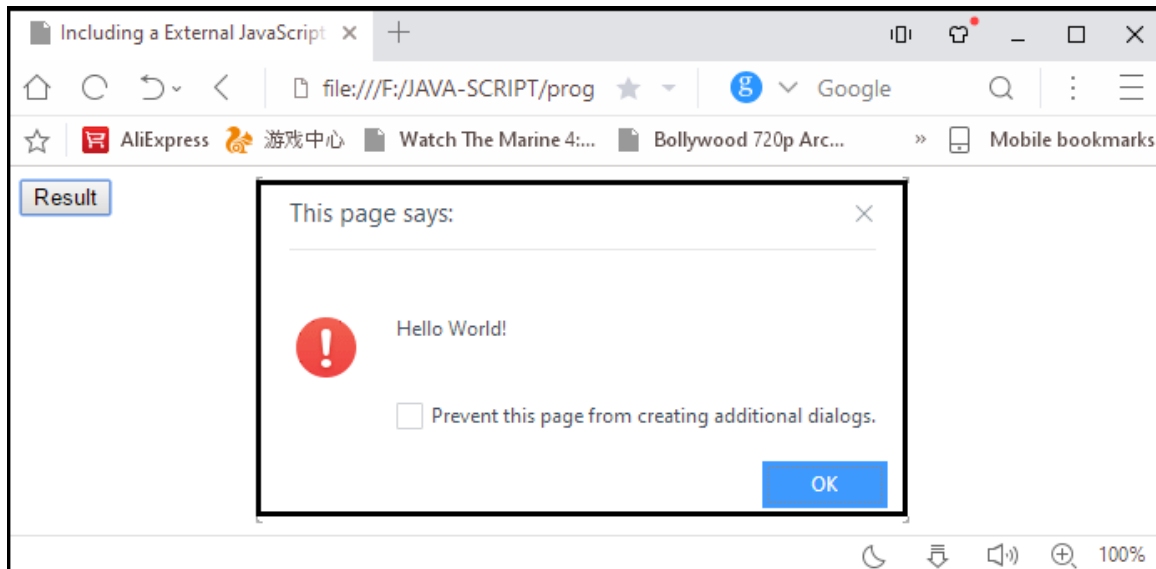 Including a External JavaScript
file:///F:/JAVA-SCRIPT/prog
g
Google
AliExpress
游戏中心
Watch The Marine 4:...
Bollywood 720p Arc...
»
Mobile bookmarks
Result
This page says:
Hello World!
Prevent this page from creating additional dialogs.
OK
100%